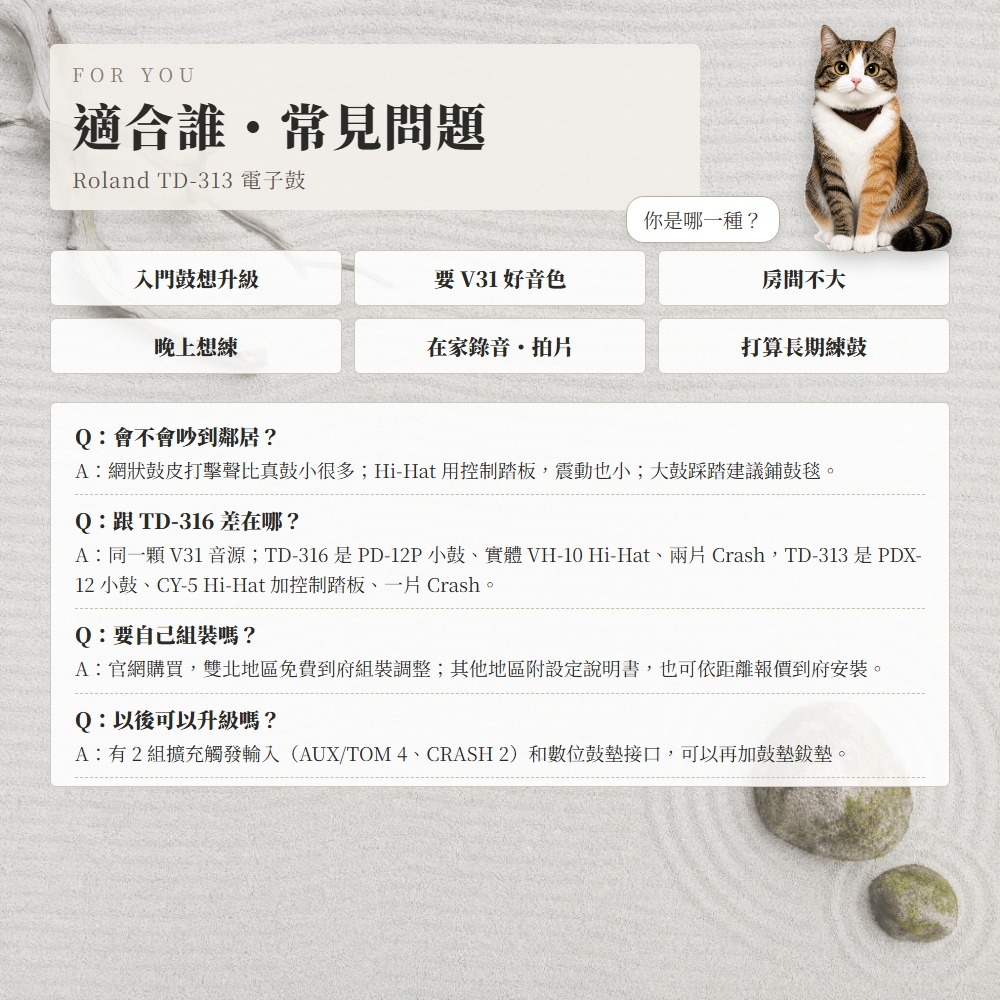 FOR YOU
適合誰・常見問題
Roland TD-313 電子鼓
你是哪一種？
入門鼓想升級
要 V31 好音色
房間不大
晚上想練
在家錄音・拍片
打算長期練鼓
Q：會不會吵到鄰居？
A：網狀鼓皮打擊聲比真鼓小很多；Hi-Hat 用控制踏板，震動也小；大鼓踩踏建議鋪鼓毯。
Q：跟 TD-316 差在哪？
A：同一顆 V31 音源；TD-316 是 PD-12P 小鼓、實體 VH-10 Hi-Hat、兩片 Crash，TD-313 是 PDX-
12 小鼓、CY-5 Hi-Hat 加控制踏板、一片 Crash。
Q：要自己組裝嗎？
A：官網購買，雙北地區免費到府組裝調整；其他地區附設定說明書，也可依距離報價到府安裝。
Q：以後可以升級嗎？
A：有 2 組擴充觸發輸入（AUX/TOM 4、CRASH 2）和數位鼓墊接口，可以再加鼓墊鈸墊。